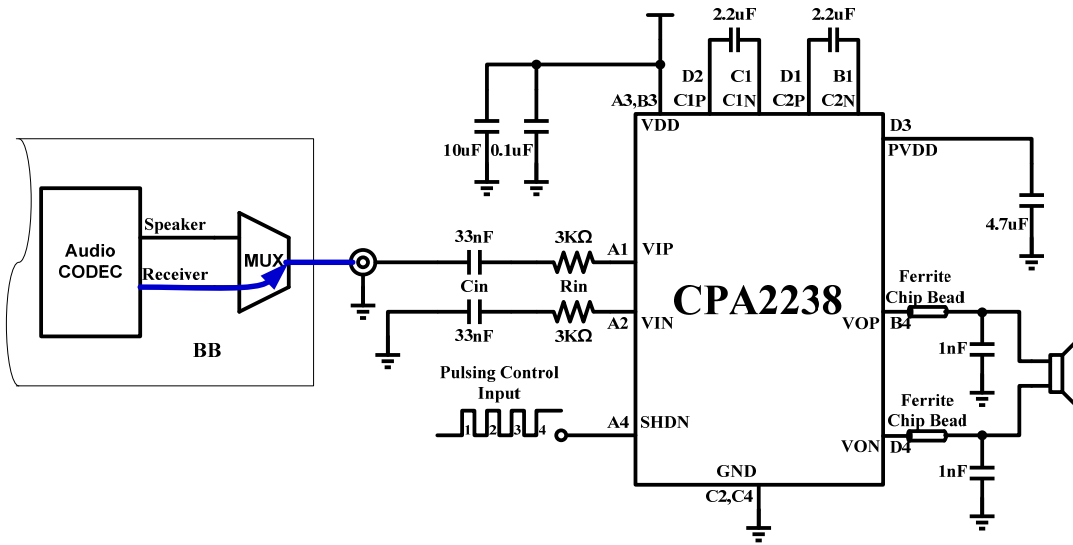 2.2uF
2.2uF
D2
C1
D1
B1
A3,B3
C1P
C1N
C2P
C2N
VDD
D3
PVDD
10uF
0.1uF
4.7uF
Audio
CODEC
Speaker
Receiver
MUX
BB
33nF
3KΩ
A1
VIP
Cin
Rin
CPA2238
33nF
3KΩ
A2
VIN
Ferrite
Chip Bead
VOP
B4
1nF
Pulsing Control
Input
1
2
3
4
A4
SHDN
Ferrite
Chip Bead
VON
D4
1nF
GND
C2,C4